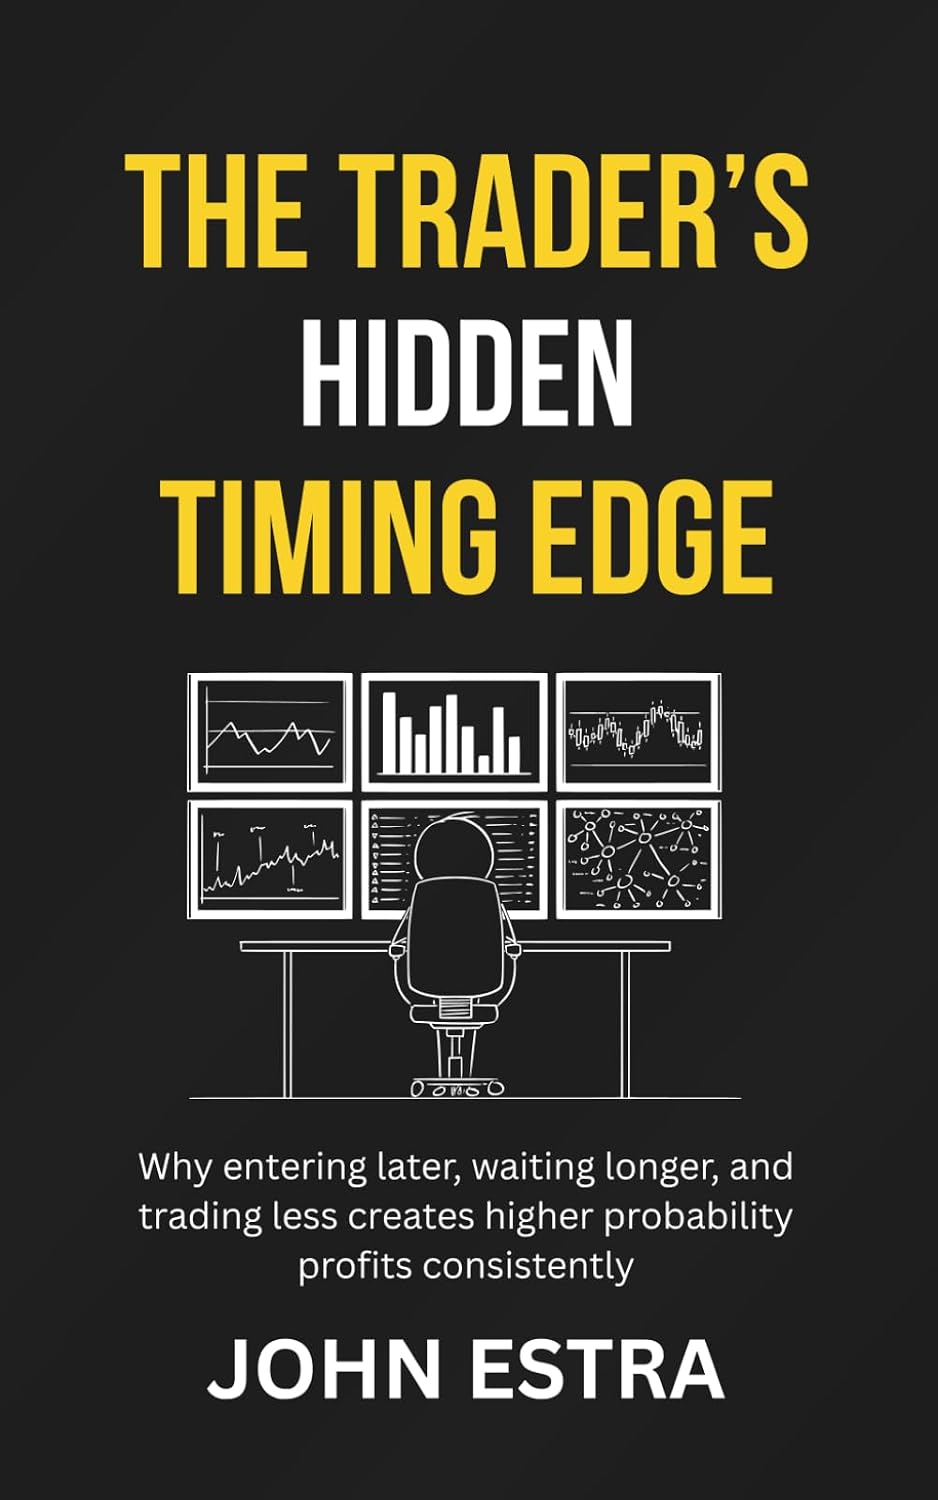 THE TRADER’S
HIDDEN
TIMING EDGE
Why entering later, waiting longer, and
trading less creates higher probability
profits consistently
JOHN ESTRA